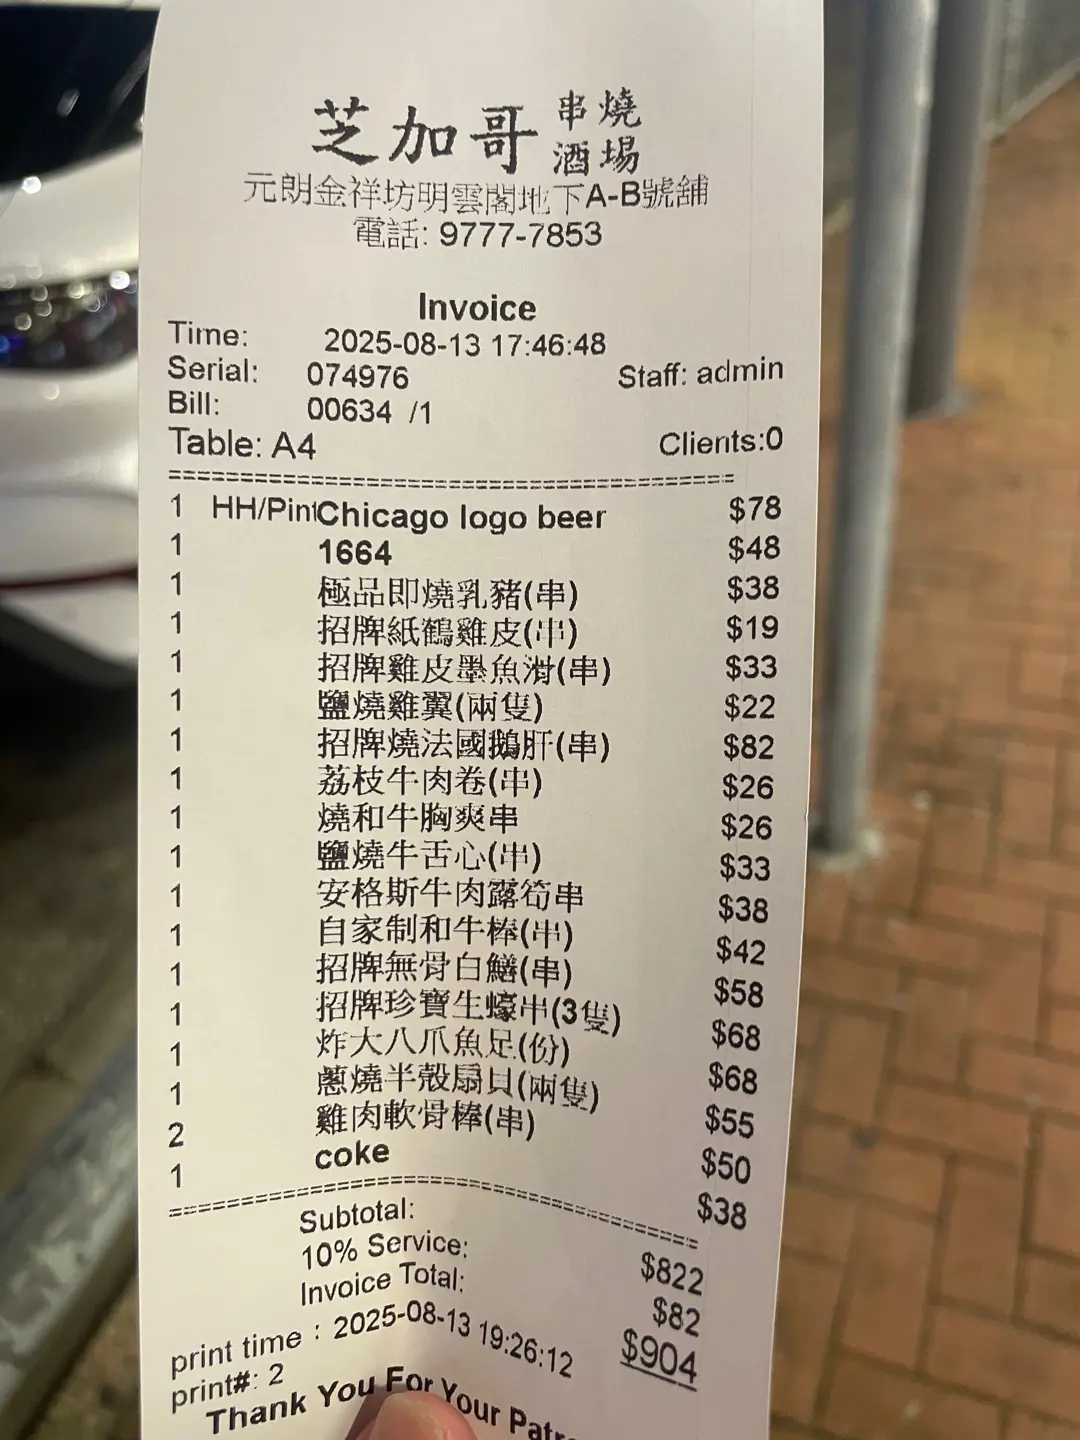 芝加哥 串燒酒場
元朗金祥坊明雲閣地下A-B號舖
電話: 9777-7853
Invoice
Time: 2025-08-13 17:46:48
Serial: 074976 Staff: admin
Bill: 00634 /1
Table: A4 Clients:0
1 HH/Pint Chicago logo beer $78
1 1664 $48
1 極品即燒乳豬(串) $38
1 招牌紙鶴雞皮(串) $19
1 招牌雞皮墨魚滑(串) $33
1 鹽燒雞翼(兩隻) $22
1 招牌燒法國鵝肝(串) $82
1 荔枝牛肉卷(串) $26
1 燒和牛胸爽串 $26
1 鹽燒牛舌心(串) $33
1 安格斯牛肉露筍串 $38
1 自家制和牛棒(串) $42
1 招牌無骨白鱔(串) $58
1 招牌珍寶生蠔串(3隻) $68
1 炸大八爪魚足(份) $68
1 蔥燒半殼扇貝(兩隻) $55
2 雞肉軟骨棒(串) $50
1 coke $38
Subtotal: $822
10% Service: $82
Invoice Total: $904
print time : 2025-08-13 19:26:12
print#: 2
Thank You For Your